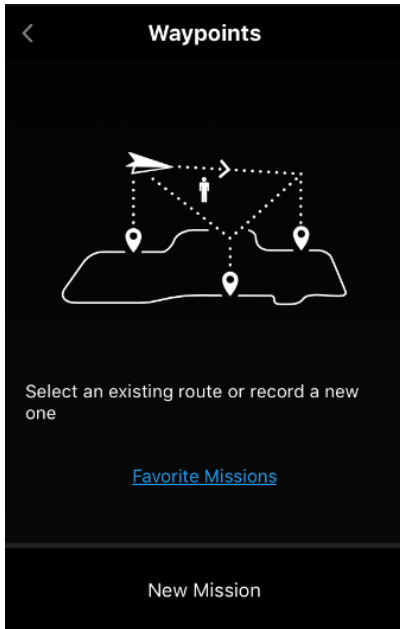 Waypoints
Select an existing route or record a new
one
Favorite Missions
New Mission